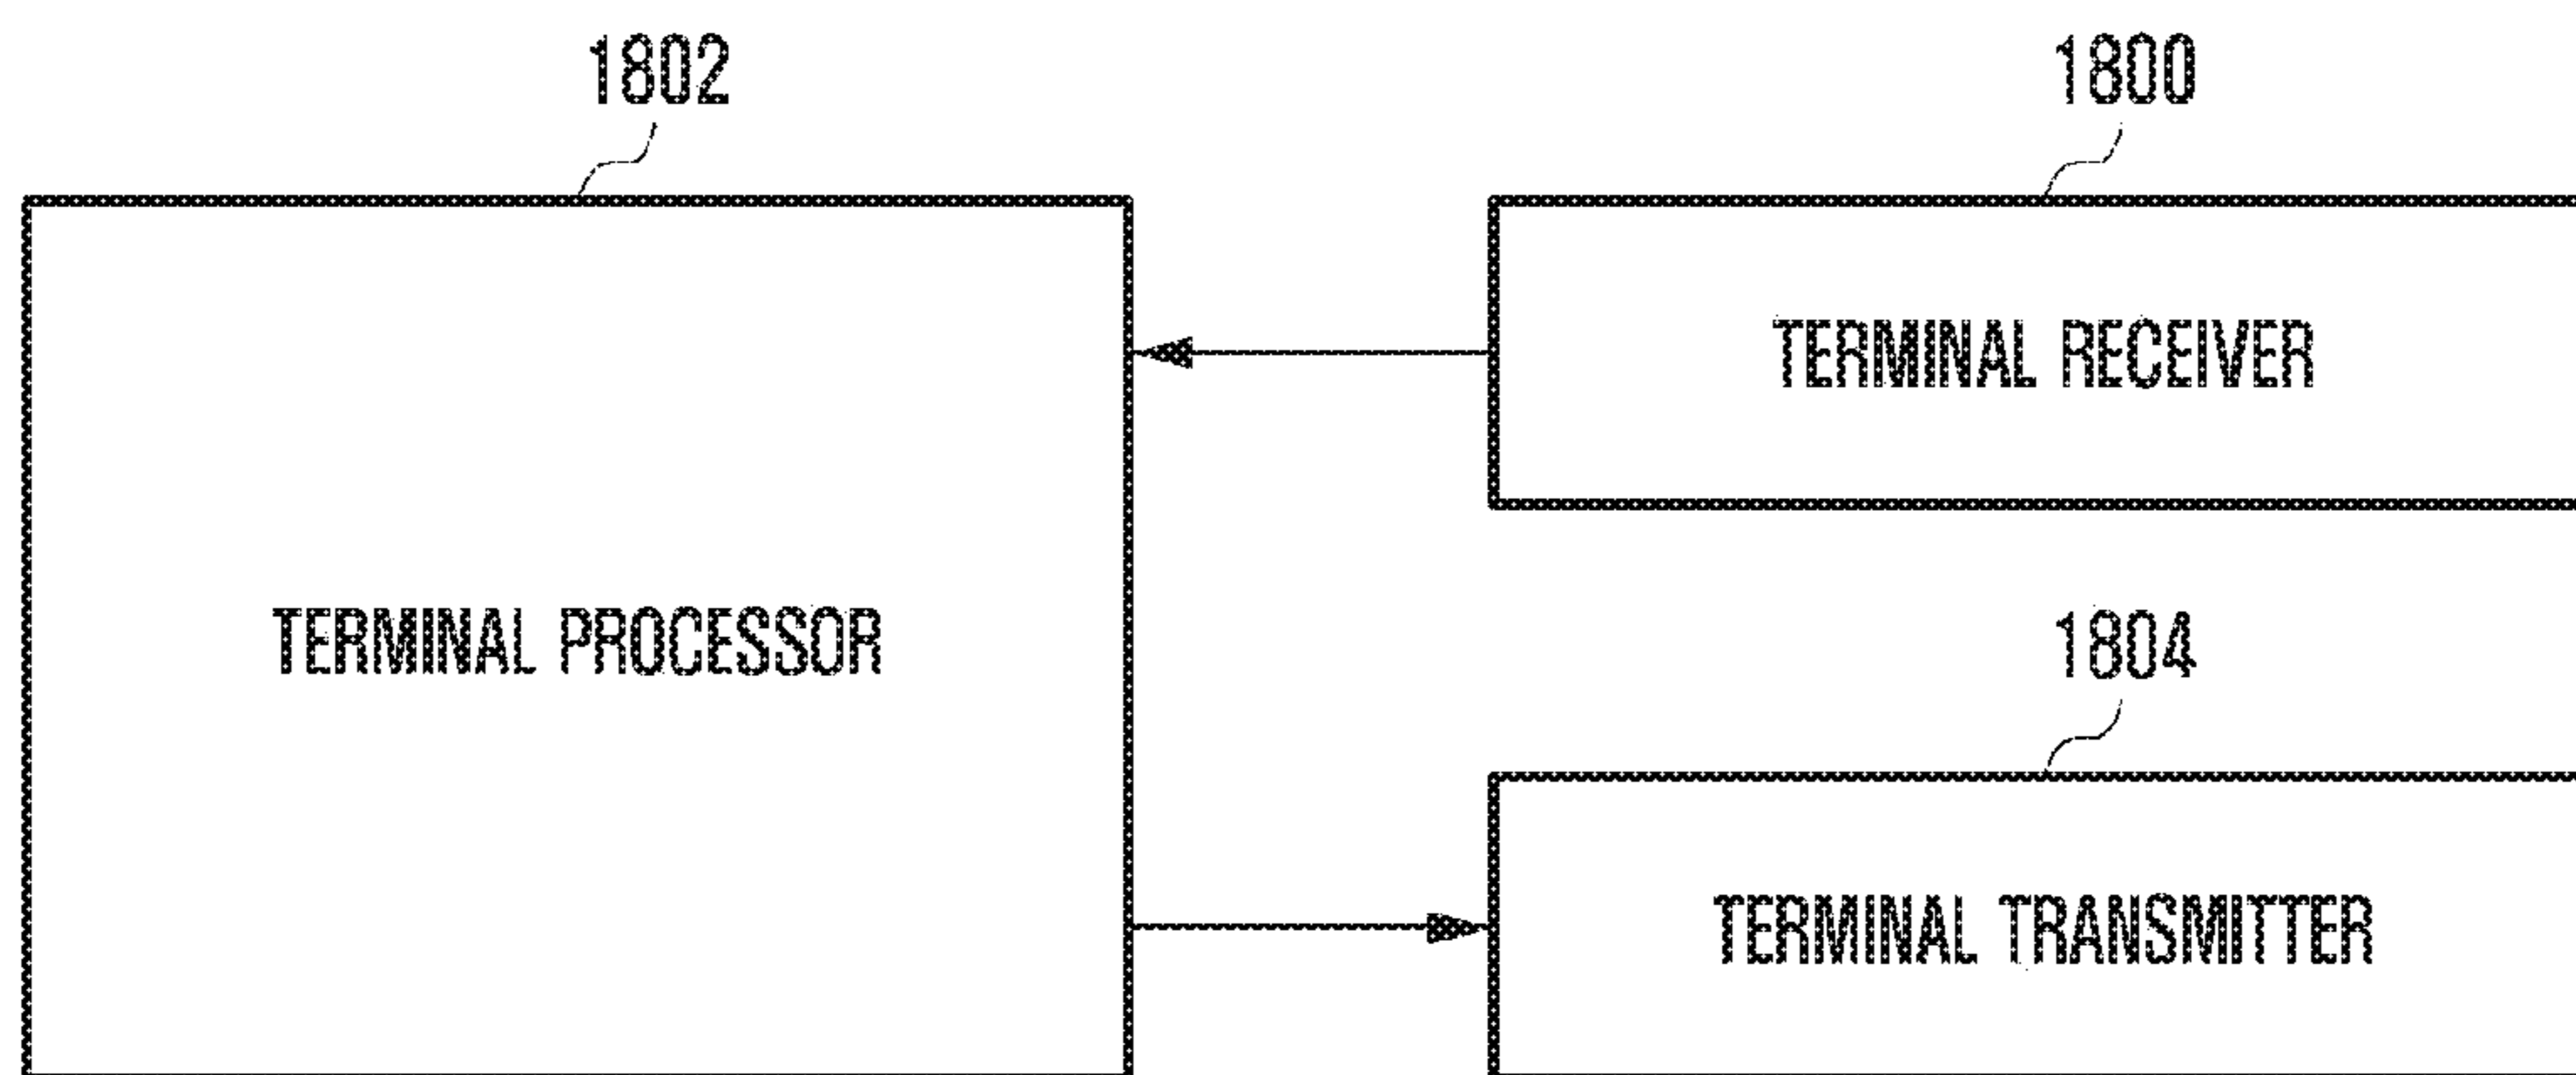 1802
1800
TERMINAL RECEIVER
TERMINAL PROCESSOR
1804
TERMINAL TRANSMITTER